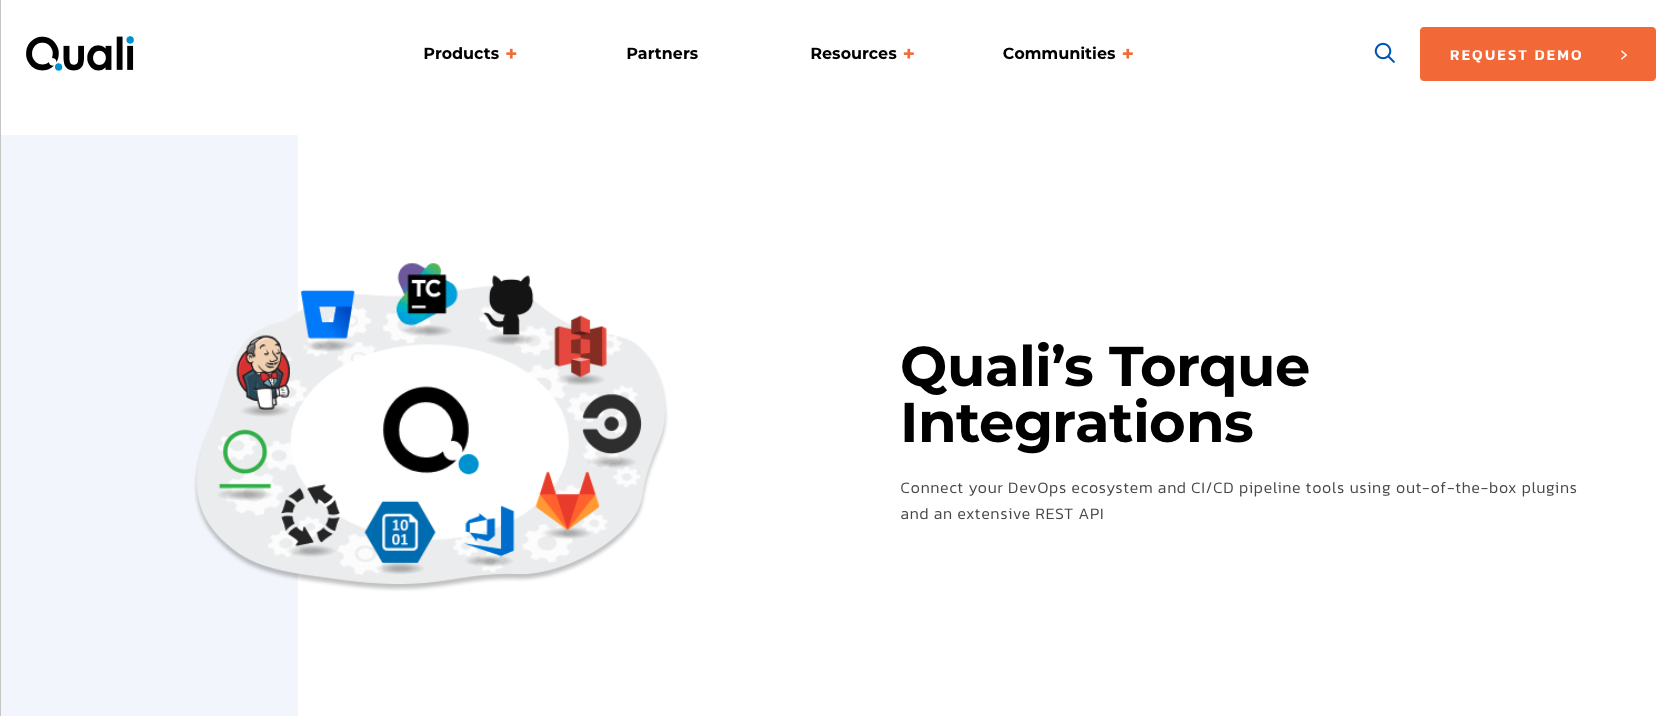 Quali
Products +
Partners
Resources +
Communities +
REQUEST DEMO >
TC
10
01
Quali’s Torque
Integrations
Connect your DevOps ecosystem and CI/CD pipeline tools using out-of-the-box plugins
and an extensive REST API